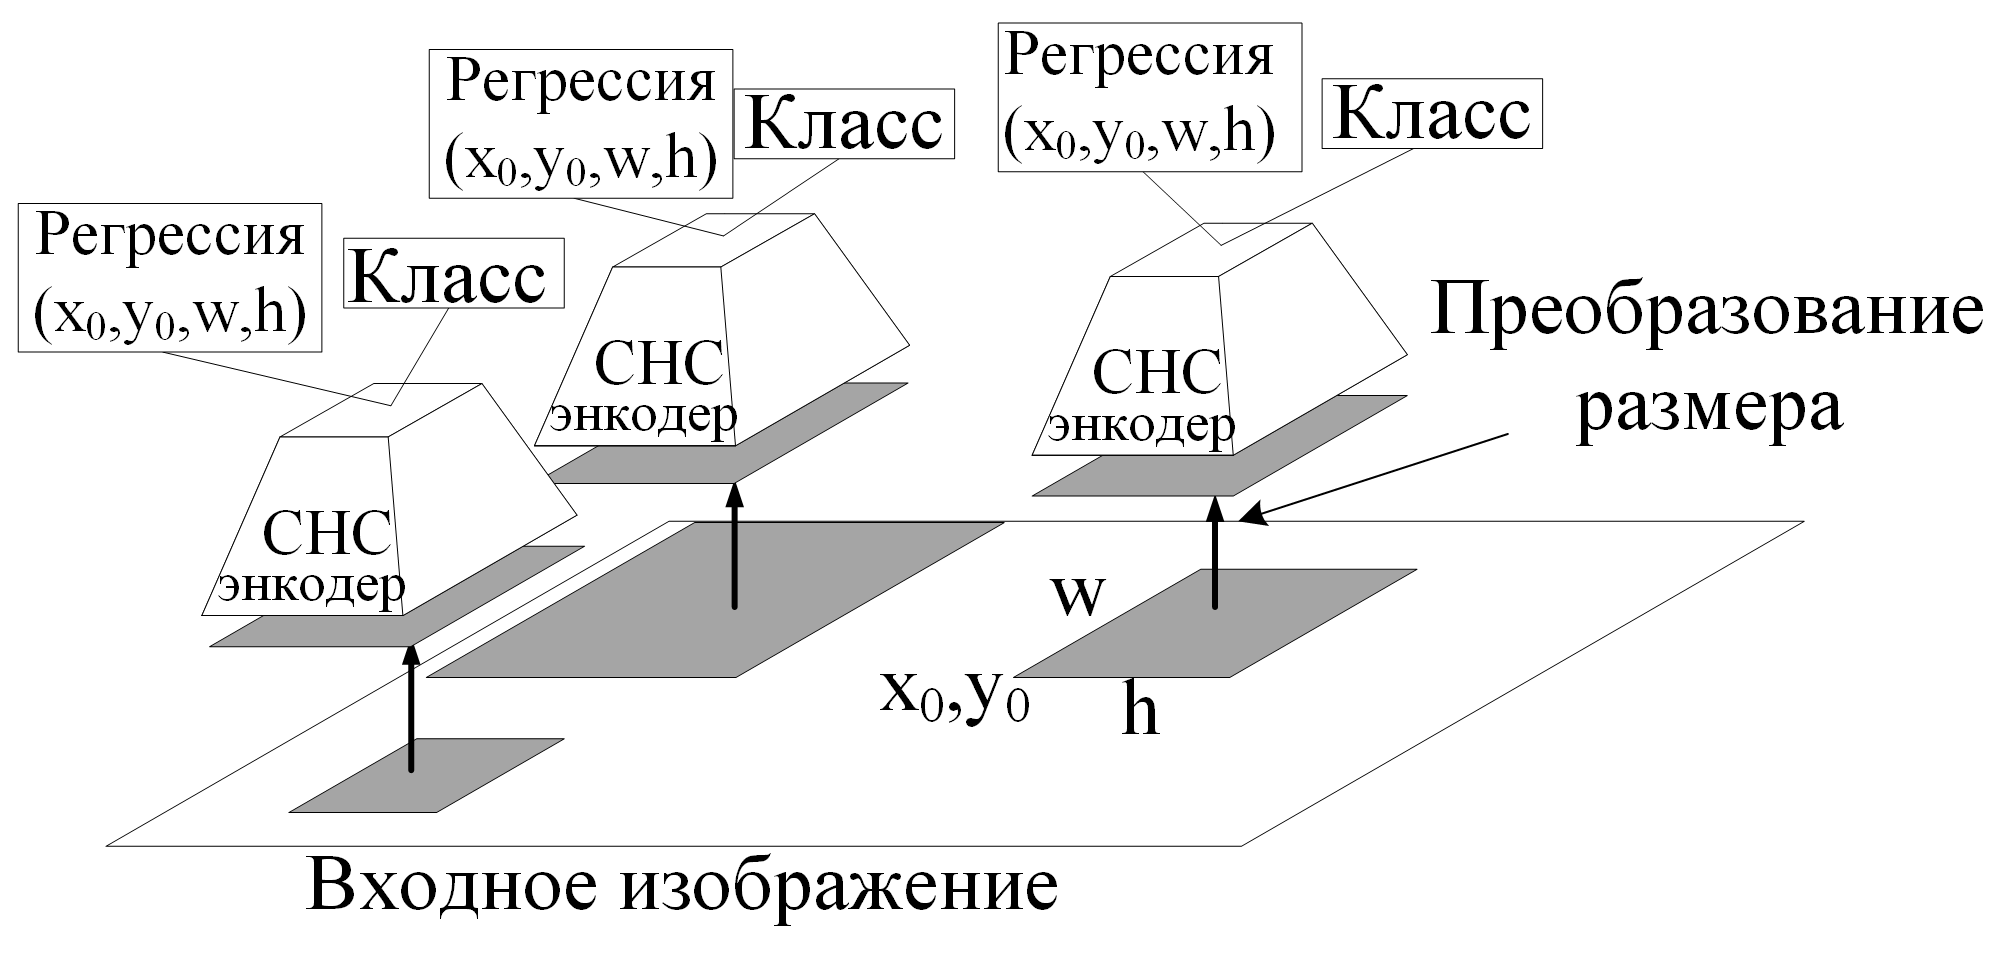 Регрессия
(x₀,y₀,w,h)
Класс
СНС
энкодер
Регрессия
(x₀,y₀,w,h)
Класс
СНС
энкодер
Регрессия
(x₀,y₀,w,h)
Класс
СНС
энкодер
Преобразование
размера
w
x₀,y₀
h
Входное изображение